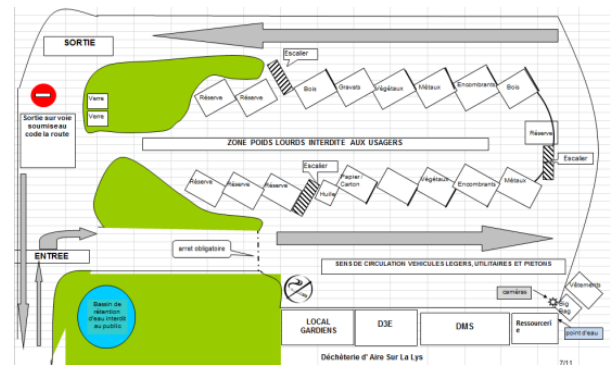 SORTIE
Escalier
Bois
Gravats
Végétaux
Métaux
Encombrants
Bois
Réserve
Réserve
Verre
Verre
Sortie sur voie
soumise au
code la route
ZONE POIDS LOURDS INTERDITE AUX USAGERS
Réserve
Escalier
Escalier
Réserve
Réserve
Réserve
Huile
Papier/
Carton
Végétaux
Encombrants
Métaux
arret obligatoire
ENTREE
SENS DE CIRCULATION VEHICULES LEGERS, UTILITAIRES ET PIETONS
Bassin de
rétention
d'eau interdit
au public
caméras
Vêtements
Big
Bag
LOCAL
GARDIENS
D3E
DMS
Ressourceri
e
point d'eau
Déchèterie d' Aire Sur La Lys
7/11